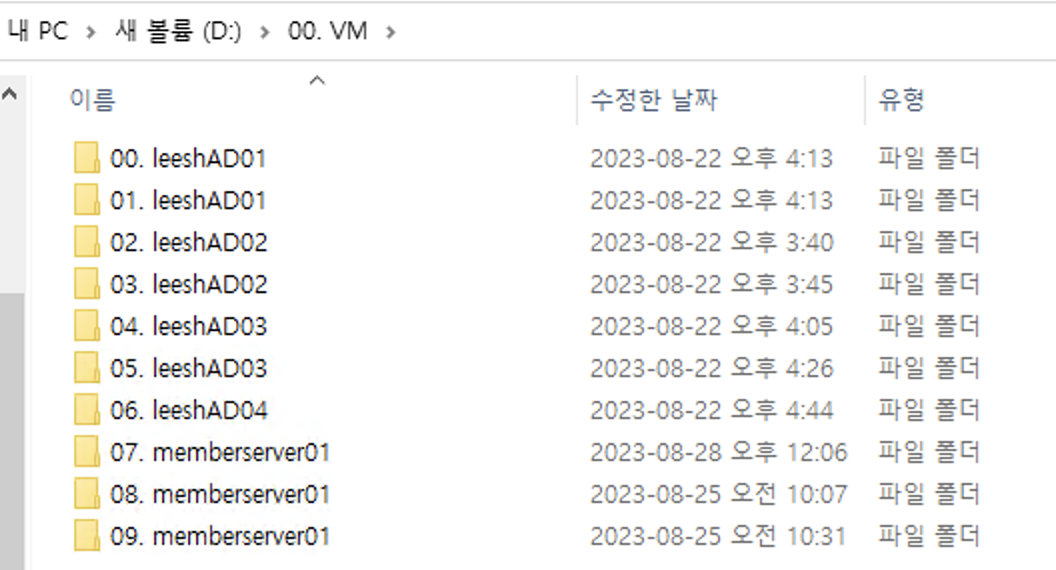 내 PC > 새 볼륨 (D:) > 00. VM >
이름 수정한 날짜 유형
00. leeshAD01 2023-08-22 오후 4:13 파일 폴더
01. leeshAD01 2023-08-22 오후 4:13 파일 폴더
02. leeshAD02 2023-08-22 오후 3:40 파일 폴더
03. leeshAD02 2023-08-22 오후 3:45 파일 폴더
04. leeshAD03 2023-08-22 오후 4:05 파일 폴더
05. leeshAD03 2023-08-22 오후 4:26 파일 폴더
06. leeshAD04 2023-08-22 오후 4:44 파일 폴더
07. memberserver01 2023-08-28 오후 12:06 파일 폴더
08. memberserver01 2023-08-25 오전 10:07 파일 폴더
09. memberserver01 2023-08-25 오전 10:31 파일 폴더